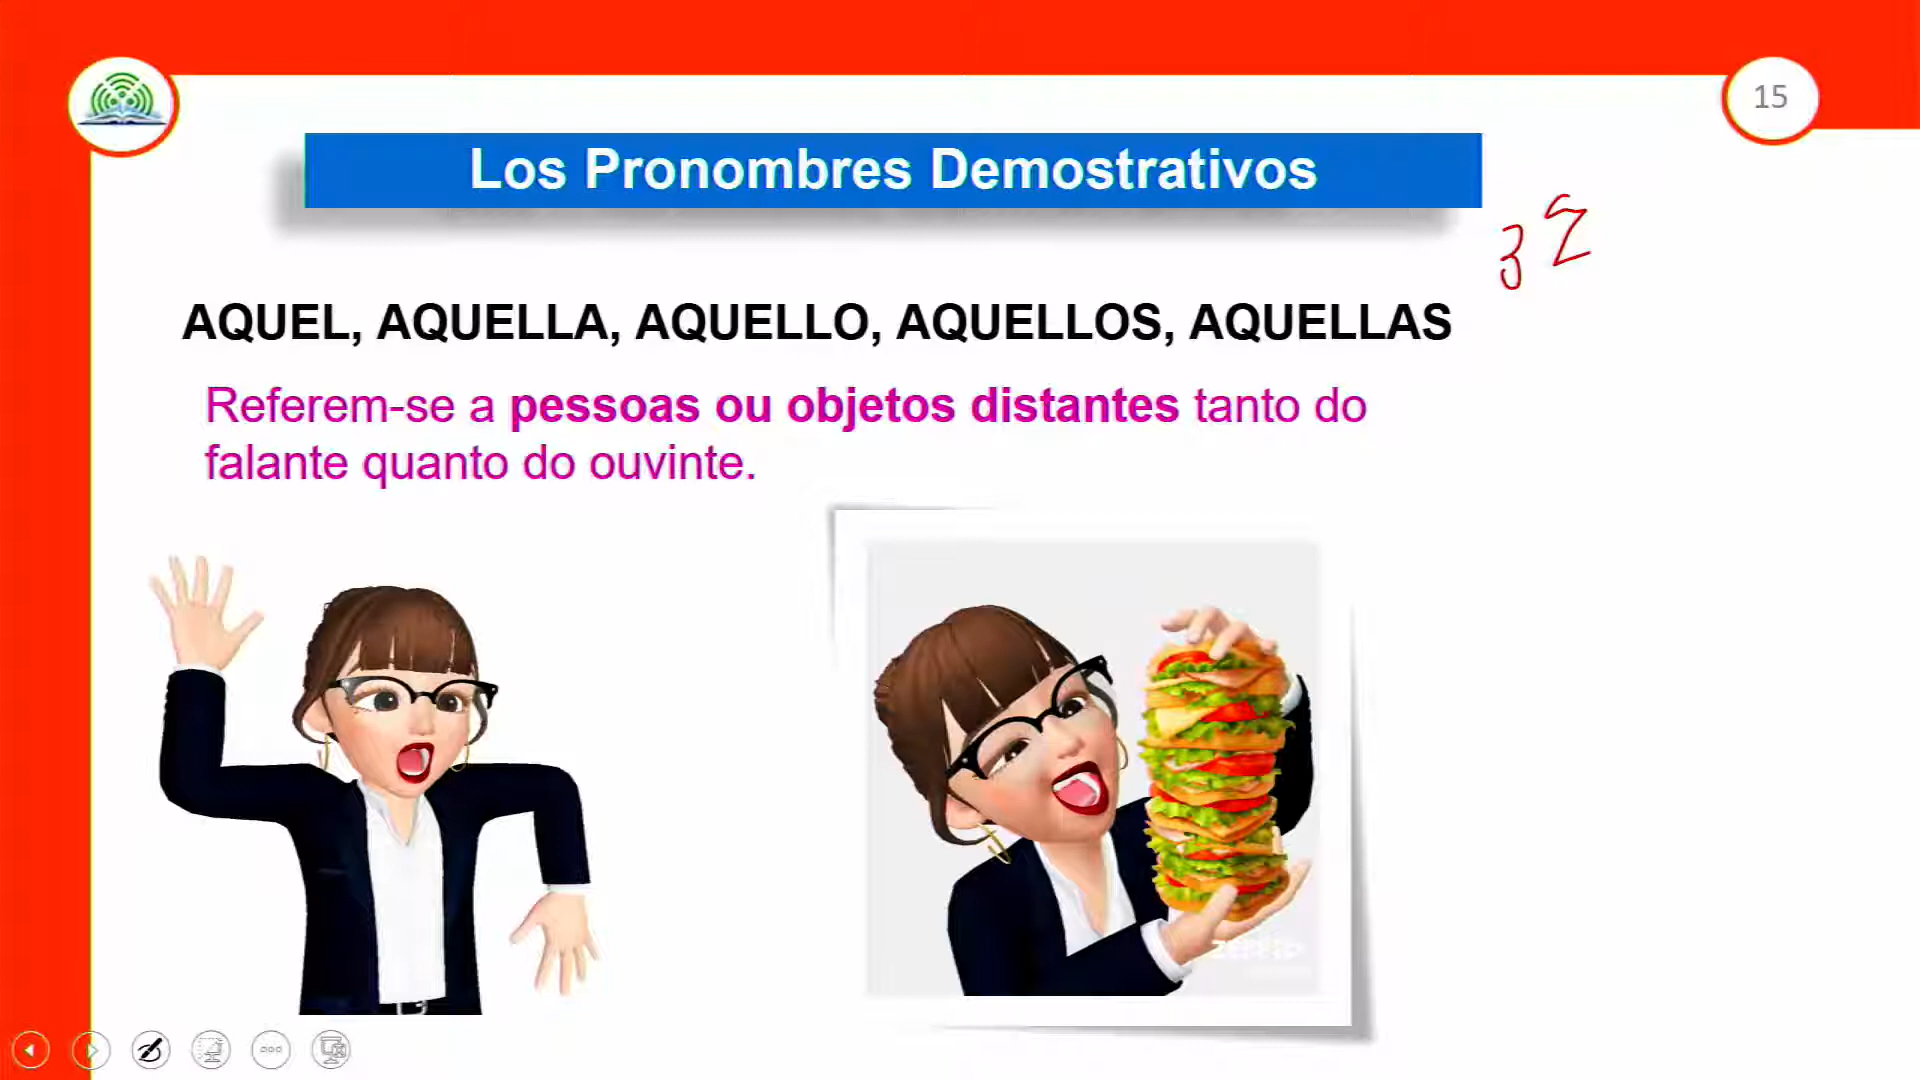 15
Los Pronombres Demostrativos
AQUEL, AQUELLA, AQUELLO, AQUELLOS, AQUELLAS
Referem-se a pessoas ou objetos distantes tanto do
falante quanto do ouvinte.
ZEPETO